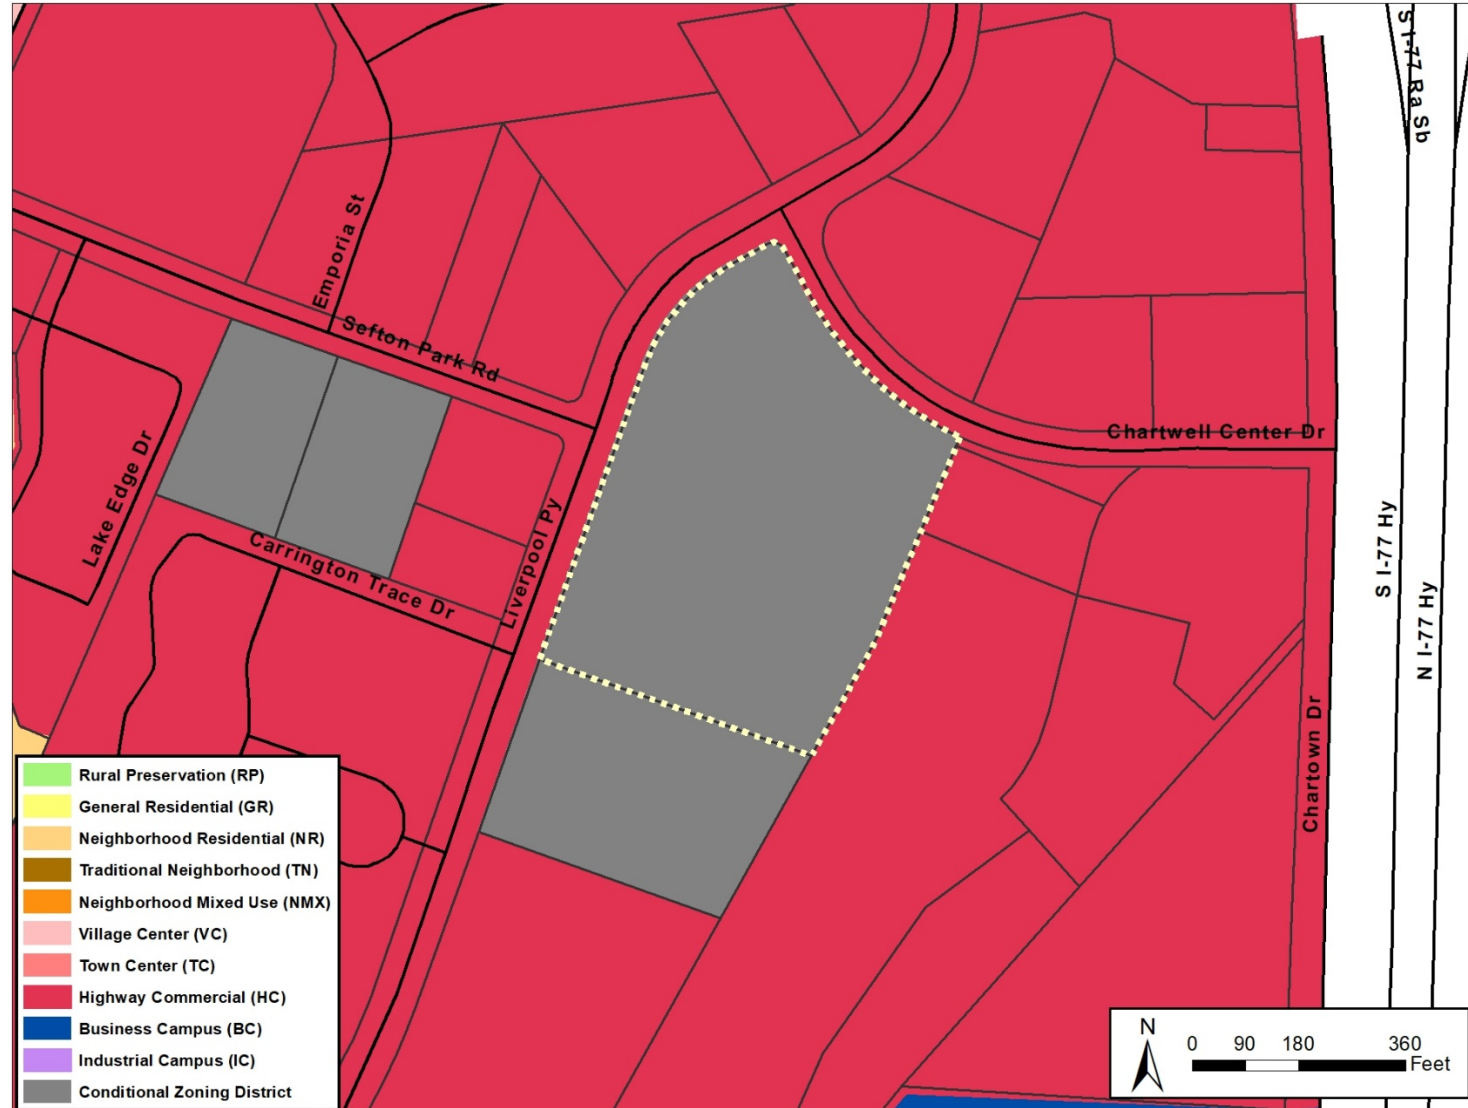 S I-77 Ra Sb
Emporia St
Sefton Park Rd
Chartwell Center Dr
Lake Edge Dr
Carrington Trace Dr
Liverpool Py
S I-77 Hy
N I-77 Hy
Chartown Dr
Rural Preservation (RP)
General Residential (GR)
Neighborhood Residential (NR)
Traditional Neighborhood (TN)
Neighborhood Mixed Use (NMX)
Village Center (VC)
Town Center (TC)
Highway Commercial (HC)
Business Campus (BC)
Industrial Campus (IC)
Conditional Zoning District
N
0 90 180 360
Feet